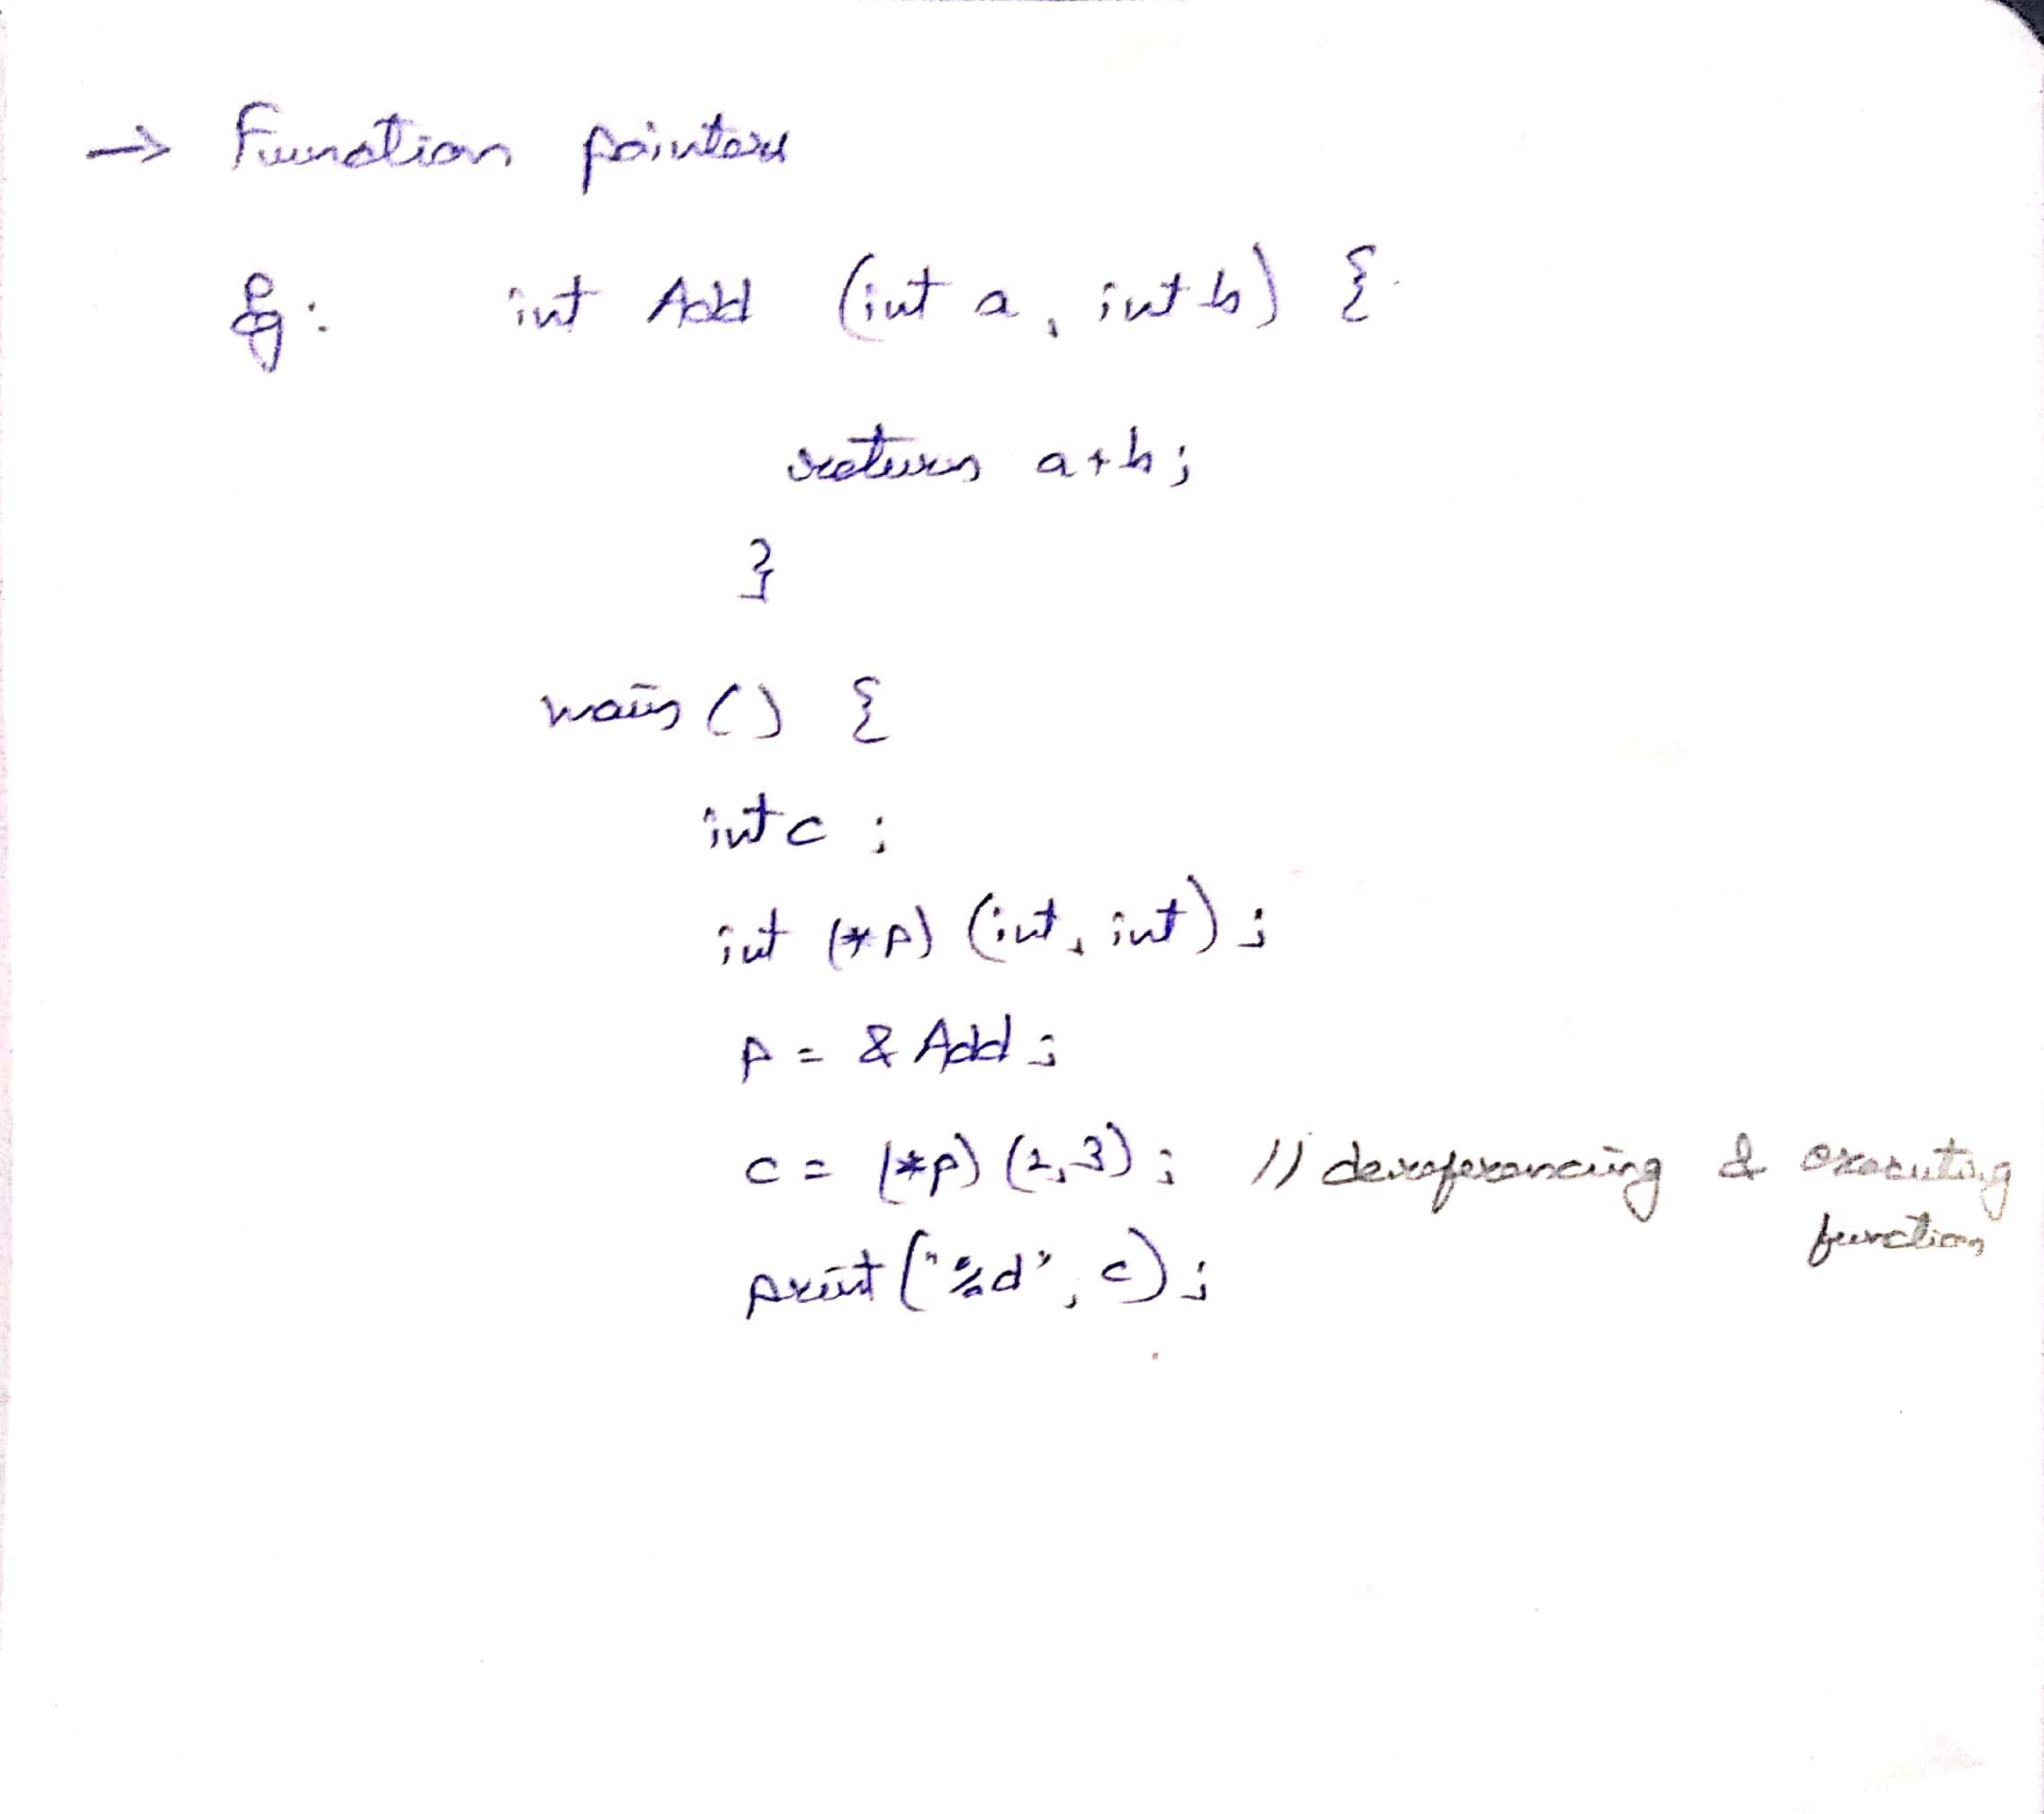 → Function pointers
Eg: int Add (int a, int b) {
return a+b;
}
main () {
int c ;
int (*p) (int, int) ;
p = & Add ;
c = (*p) (2,3) ; // dereferencing & executing
function
print ("%d", c) ;